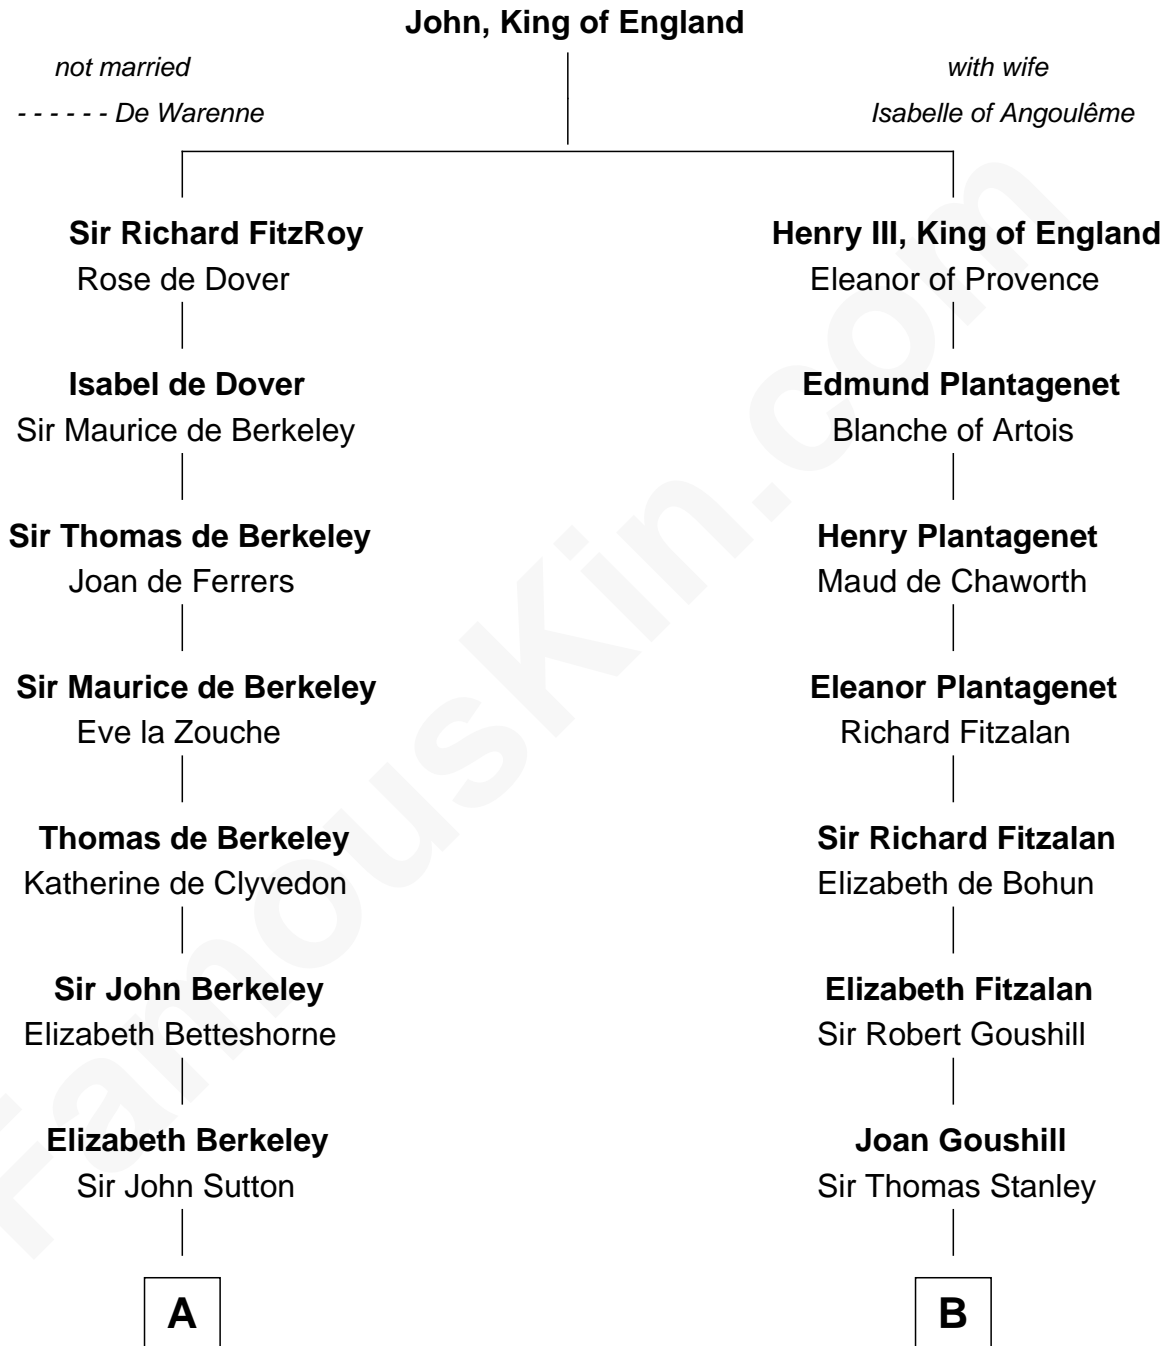 John, King of England
not married
with wife
- - - - - - De Warenne
Isabelle of Angoulême
Sir Richard FitzRoy
Henry III, King of England
Rose de Dover
Eleanor of Provence
Isabel de Dover
Edmund Plantagenet
Sir Maurice de Berkeley
Blanche of Artois
Sir Thomas de Berkeley
Henry Plantagenet
Joan de Ferrers
Maud de Chaworth
Sir Maurice de Berkeley
Eleanor Plantagenet
Eve la Zouche
Richard Fitzalan
Thomas de Berkeley
Sir Richard Fitzalan
Katherine de Clyvedon
Elizabeth de Bohun
Sir John Berkeley
Elizabeth Fitzalan
Elizabeth Betteshorne
Sir Robert Goushill
Elizabeth Berkeley
Joan Goushill
Sir John Sutton
Sir Thomas Stanley
A
B
FamousKin.com